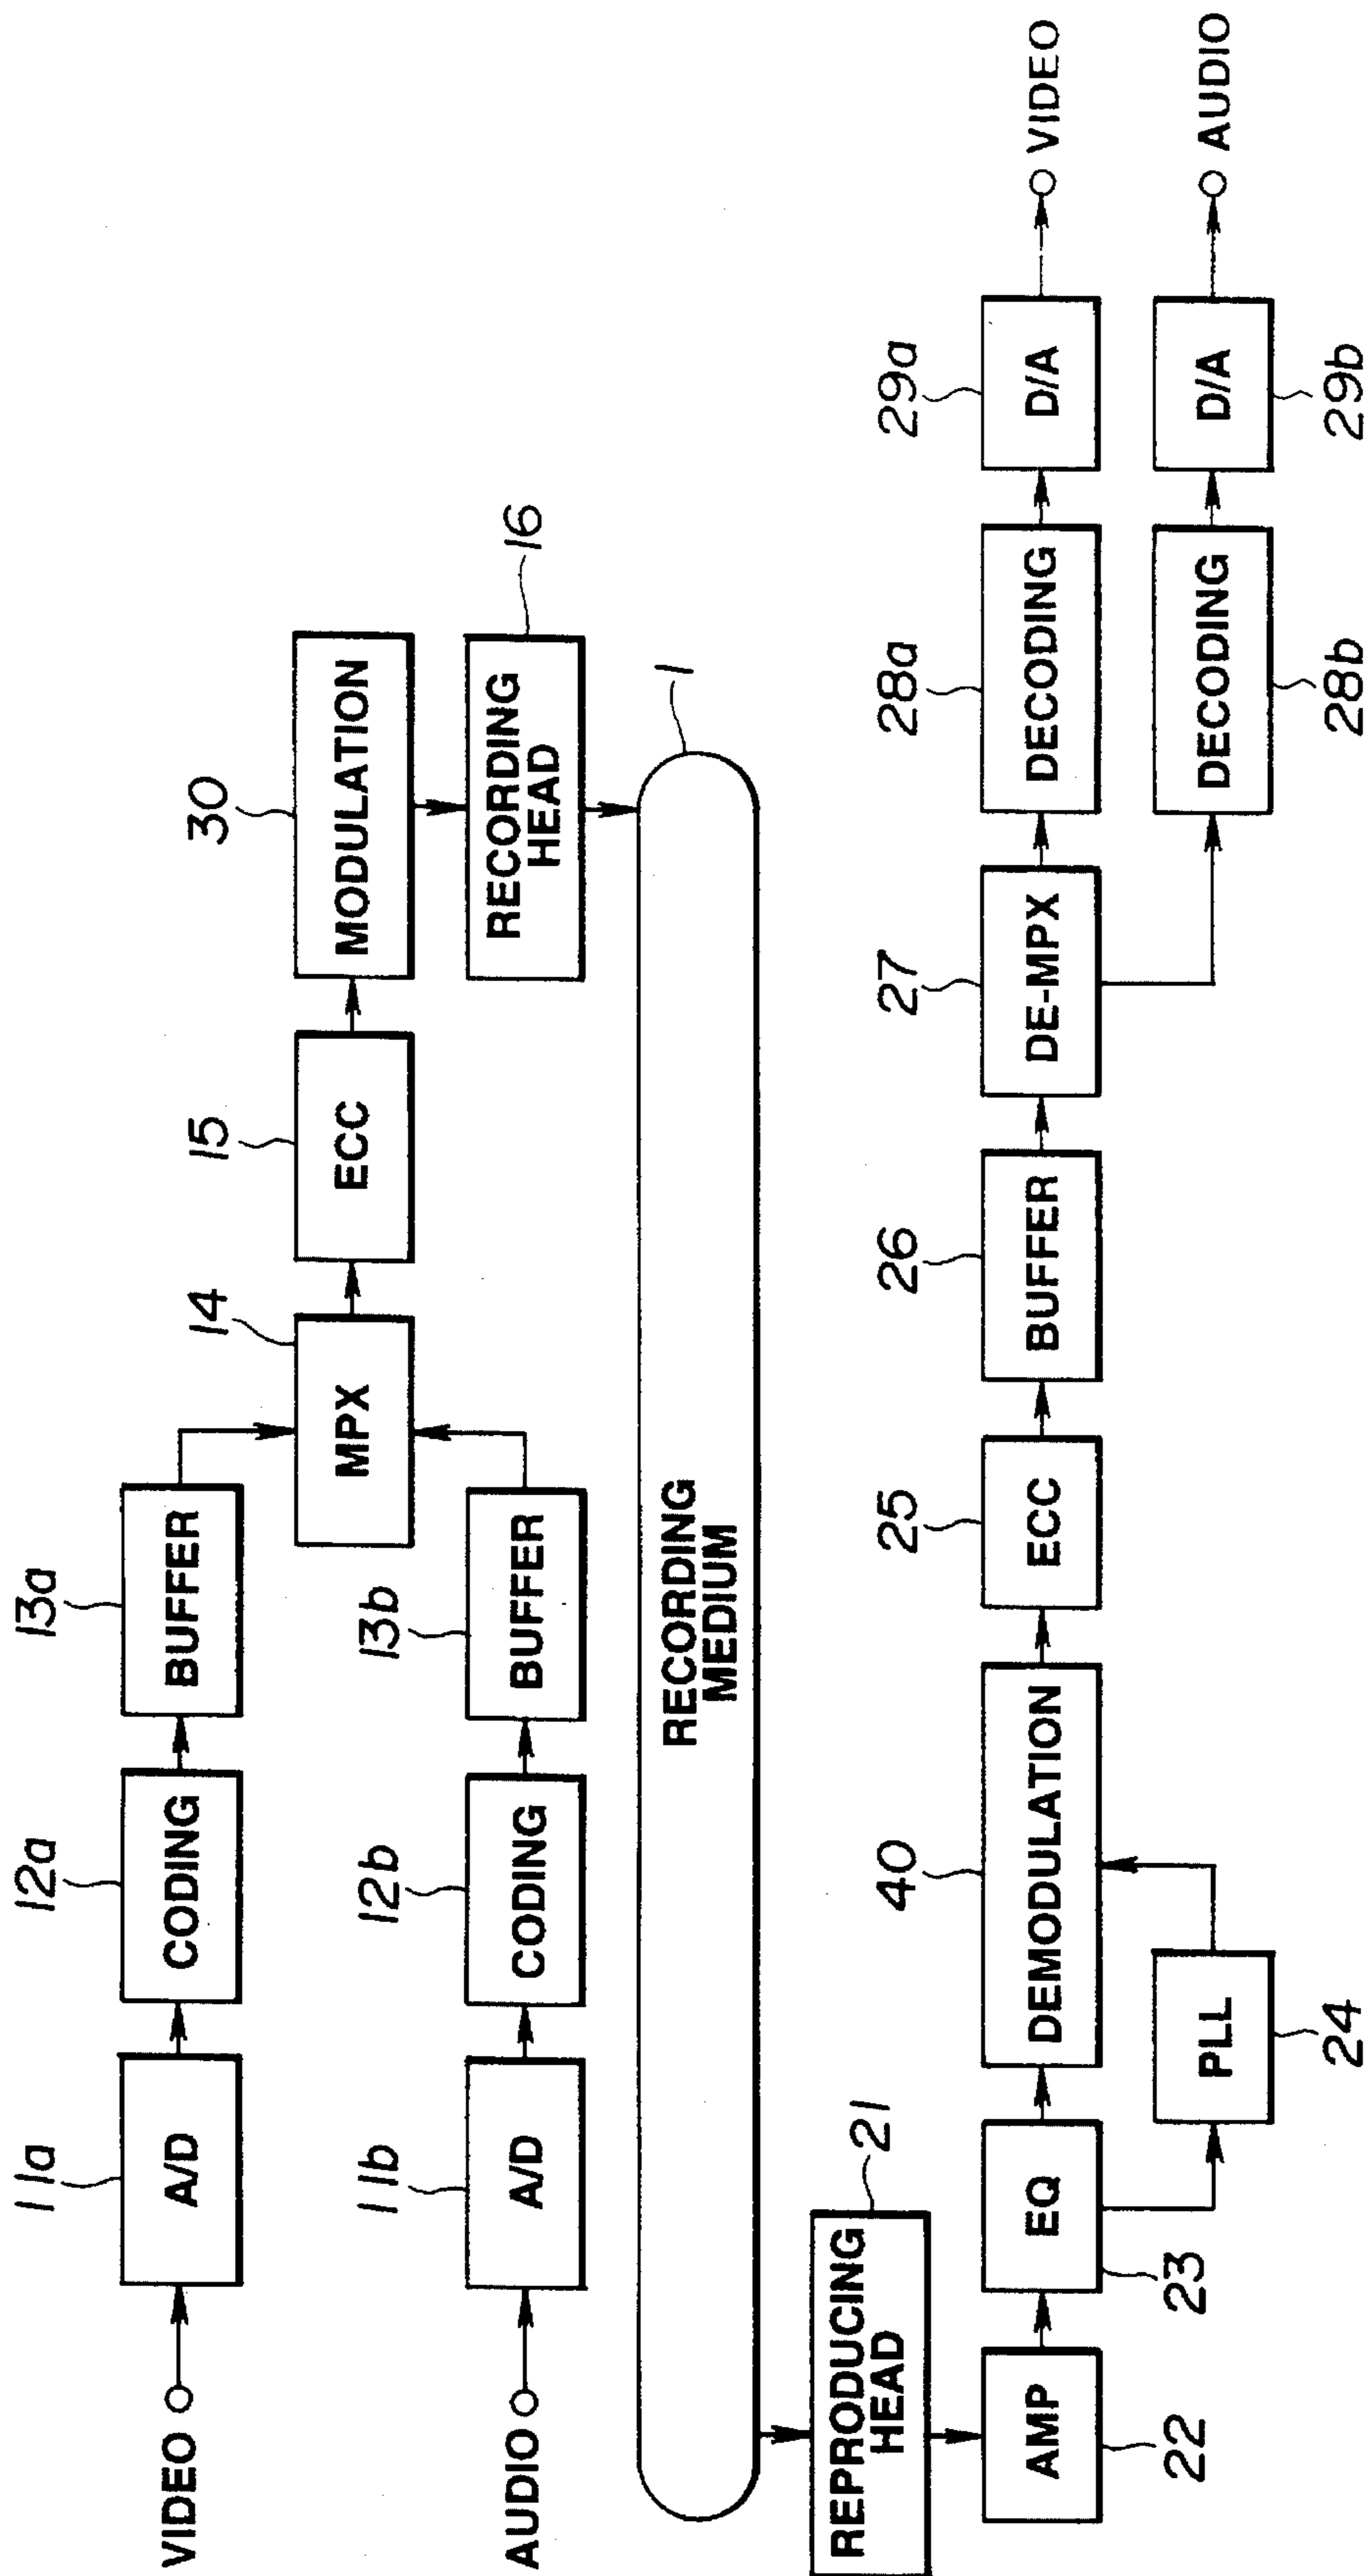 11a
12a
13a
VIDEO
A/D
CODING
BUFFER
14
15
30
MPX
ECC
MODULATION
11b
12b
13b
16
AUDIO
A/D
CODING
BUFFER
RECORDING
HEAD
1
RECORDING
MEDIUM
21
REPRODUCING
HEAD
40
25
26
27
28a
29a
AMP
EQ
DEMODULATION
ECC
BUFFER
DE-MPX
DECODING
D/A
VIDEO
22
23
PLL
DECODING
D/A
AUDIO
24
28b
29b